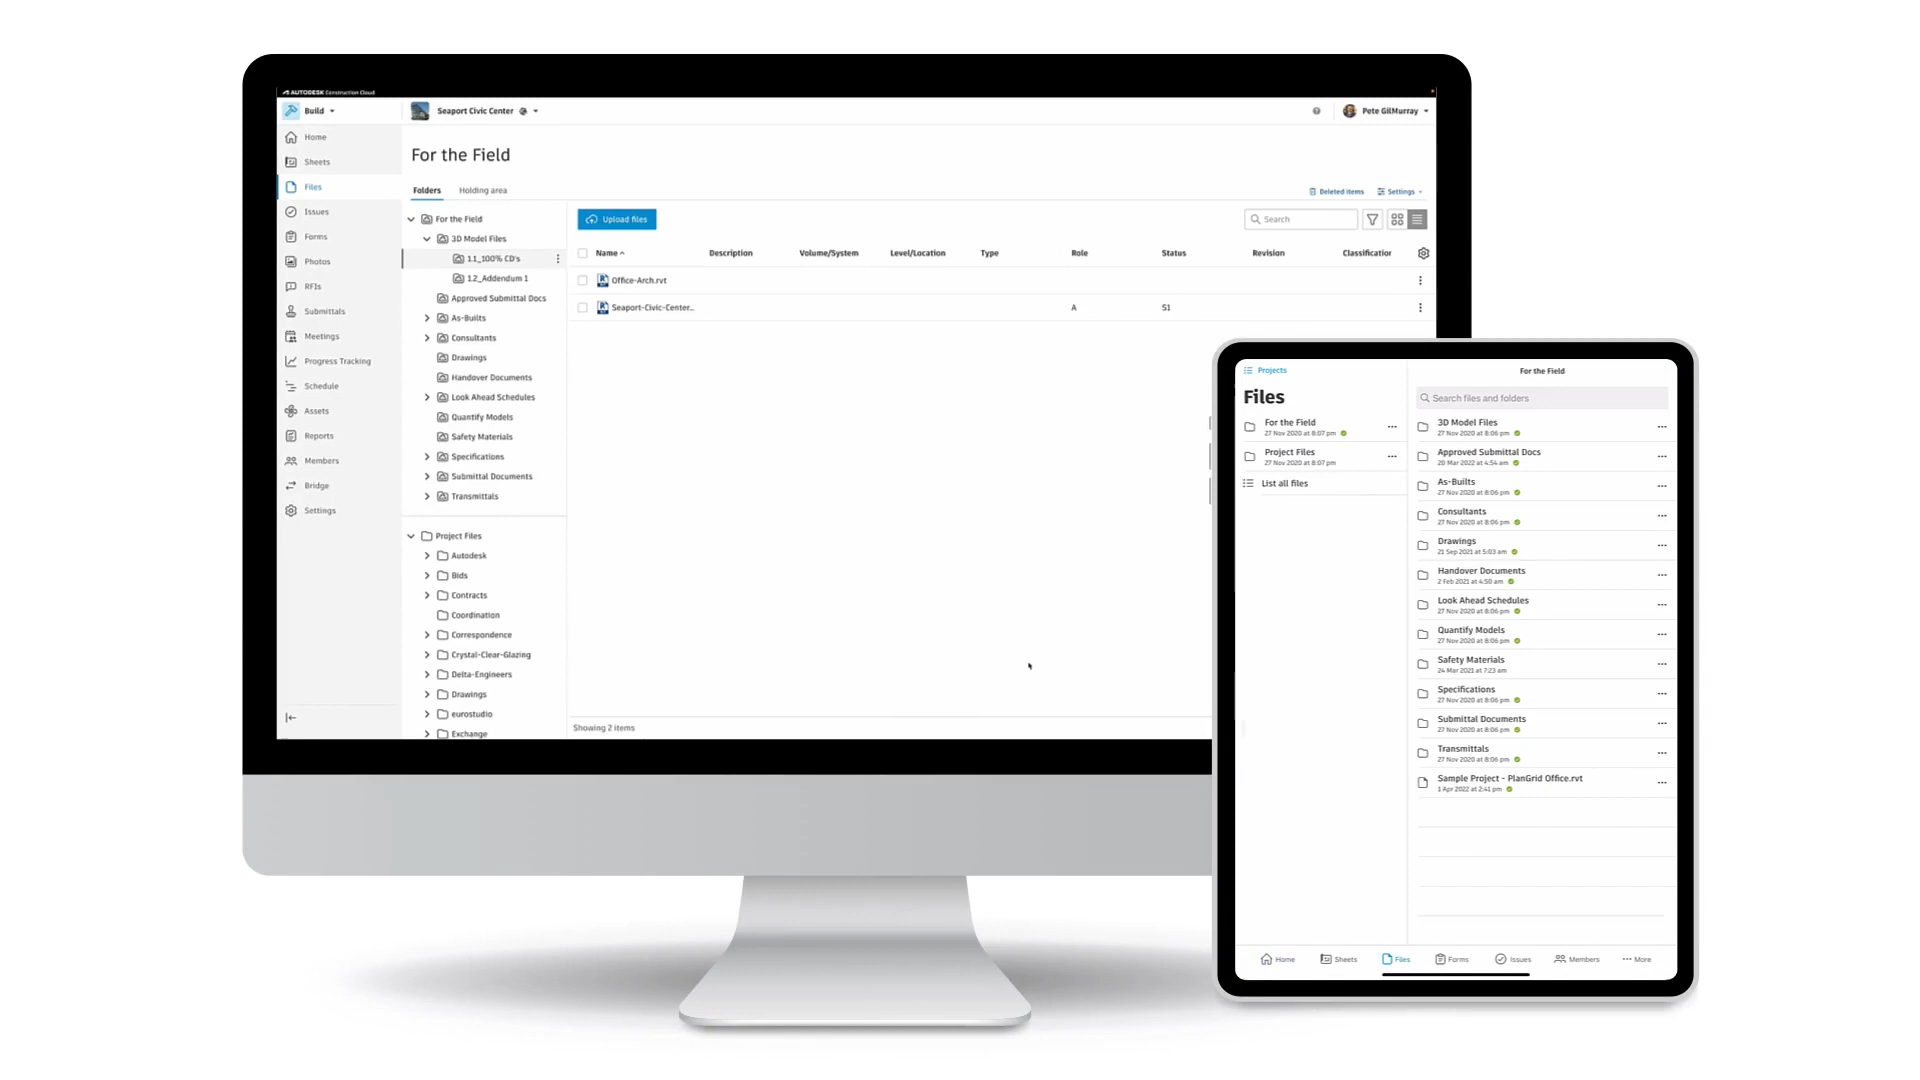 AUTODESK Construction Cloud
Build
Seaport Civic Center
Pete GilMurray
Home
Sheets
Files
Issues
Forms
Photos
RFIs
Submittals
Meetings
Progress Tracking
Schedule
Assets
Reports
Members
Bridge
Settings
For the Field
Folders
Holding area
Deleted items
Settings
For the Field
3D Model Files
1.1_100% CD's
1.2_Addendum 1
Approved Submittal Docs
As-Builts
Consultants
Drawings
Handover Documents
Look Ahead Schedules
Quantify Models
Safety Materials
Specifications
Submittal Documents
Transmittals
Project Files
Autodesk
Bids
Contracts
Coordination
Correspondence
Crystal-Clear-Glazing
Delta-Engineers
Drawings
eurostudio
Exchange
Upload files
Search
Name Description Volume/System Level/Location Type Role Status Revision Classification
Office-Arch.rvt
Seaport-Civic-Center... A S1
Showing 2 items
Projects
Files
For the Field
27 Nov 2020 at 8:07 pm
Project Files
27 Nov 2020 at 8:07 pm
List all files
For the Field
Search files and folders
3D Model Files
27 Nov 2020 at 8:06 pm
Approved Submittal Docs
20 Mar 2022 at 4:54 am
As-Builts
27 Nov 2020 at 8:06 pm
Consultants
27 Nov 2020 at 8:06 pm
Drawings
21 Sep 2021 at 5:03 am
Handover Documents
2 Feb 2021 at 4:50 am
Look Ahead Schedules
27 Nov 2020 at 8:06 pm
Quantify Models
27 Nov 2020 at 8:06 pm
Safety Materials
24 Mar 2021 at 7:23 am
Specifications
27 Nov 2020 at 8:06 pm
Submittal Documents
27 Nov 2020 at 8:06 pm
Transmittals
27 Nov 2020 at 8:06 pm
Sample Project - PlanGrid Office.rvt
1 Apr 2022 at 2:41 pm
Home Sheets Files Forms Issues Members More